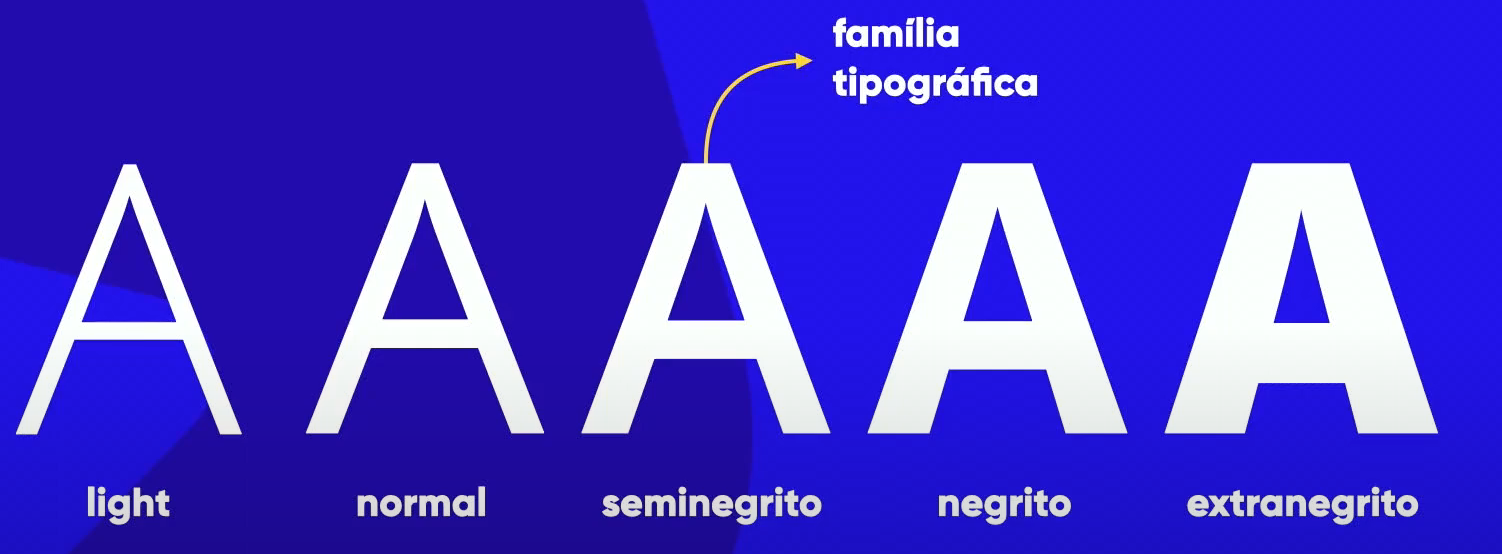 família
tipográfica
A A A A A
light normal seminegrito negrito extranegrito